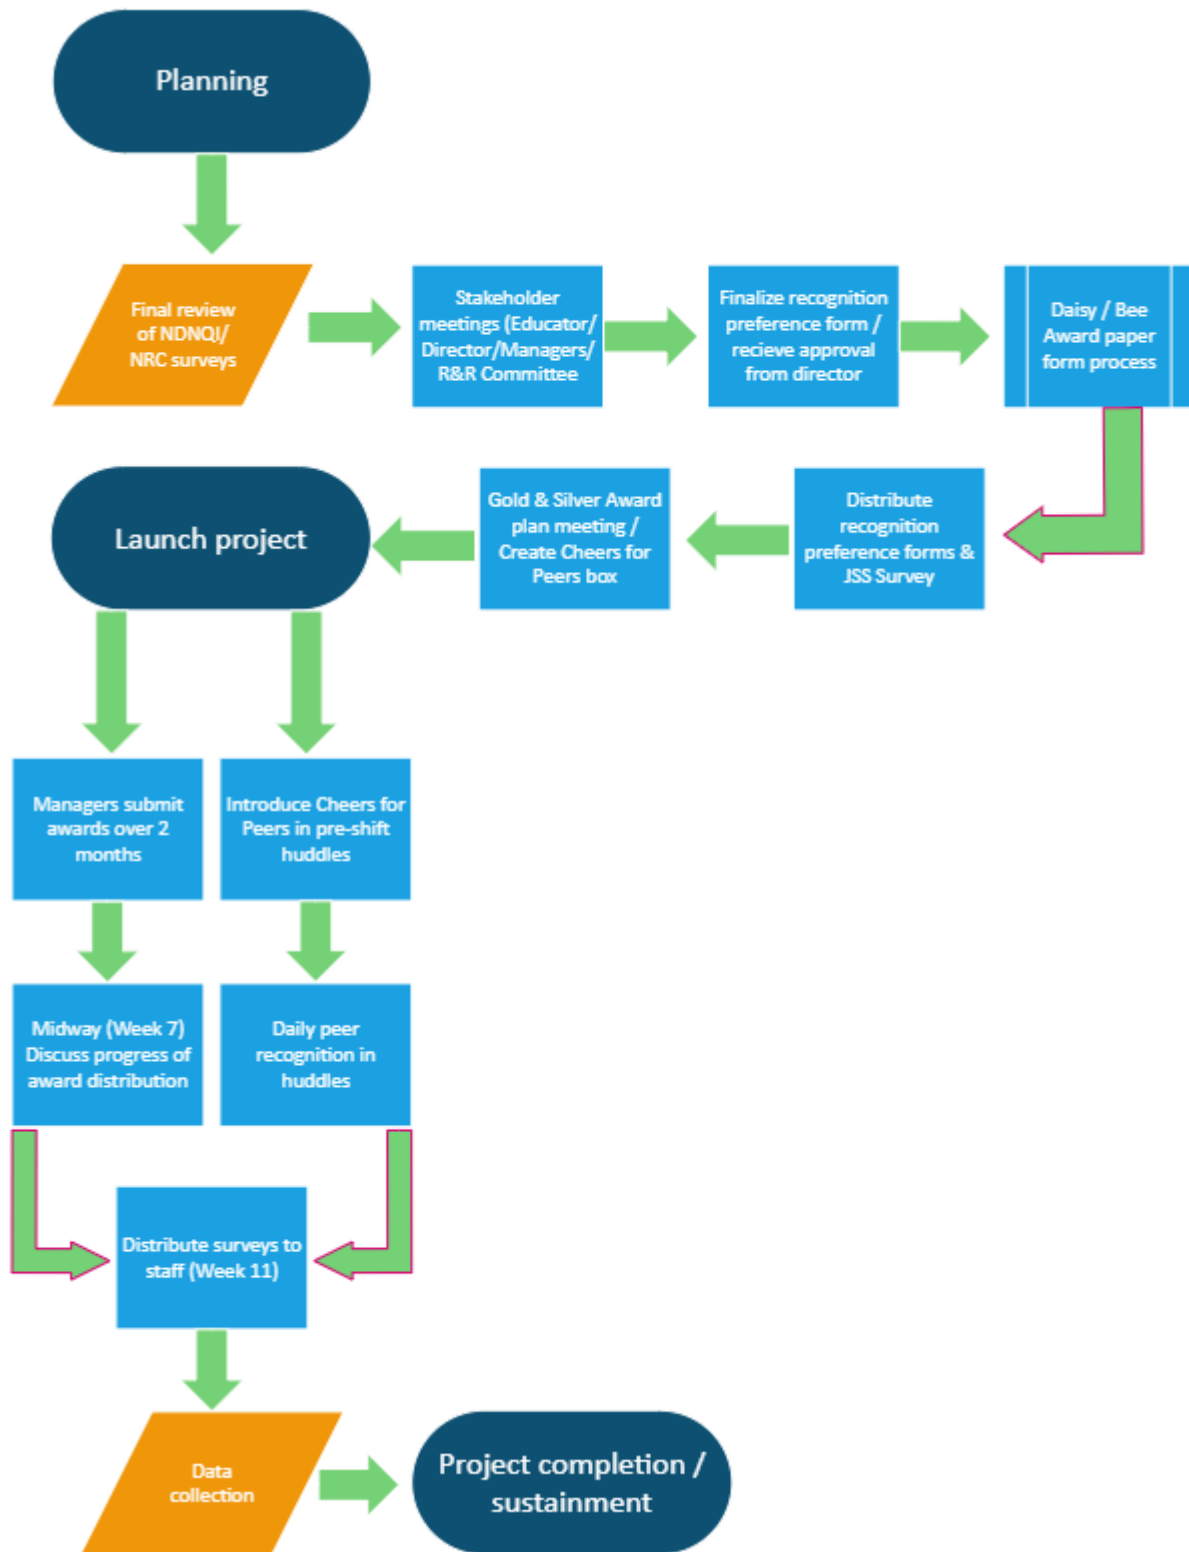 Planning
Final review
of NDNQI/
NRC surveys
Stakeholder
meetings (Educator/
Director/Managers/
R&R Committee
Finalize recognition
preference form /
recieve approval
from director
Daisy / Bee
Award paper
form process
Launch project
Gold & Silver Award
plan meeting /
Create Cheers for
Peers box
Distribute
recognition
preference forms &
JSS Survey
Managers submit
awards over 2
months
Introduce Cheers for
Peers in pre-shift
huddles
Midway (Week 7)
Discuss progress of
award distribution
Daily peer
recognition in
huddles
Distribute surveys to
staff (Week 11)
Data
collection
Project completion /
sustainment